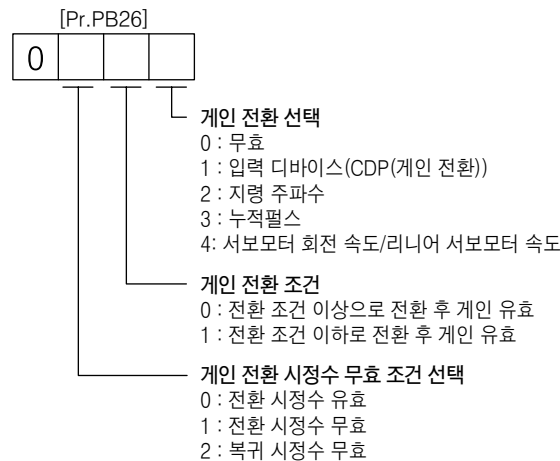 [Pr.PB26]
0
게인 전환 선택
0 : 무효
1 : 입력 디바이스(CDP(게인 전환))
2 : 지령 주파수
3 : 누적펄스
4: 서보모터 회전 속도/리니어 서보모터 속도
게인 전환 조건
0 : 전환 조건 이상으로 전환 후 게인 유효
1 : 전환 조건 이하로 전환 후 게인 유효
게인 전환 시정수 무효 조건 선택
0 : 전환 시정수 유효
1 : 전환 시정수 무효
2 : 복귀 시정수 무효